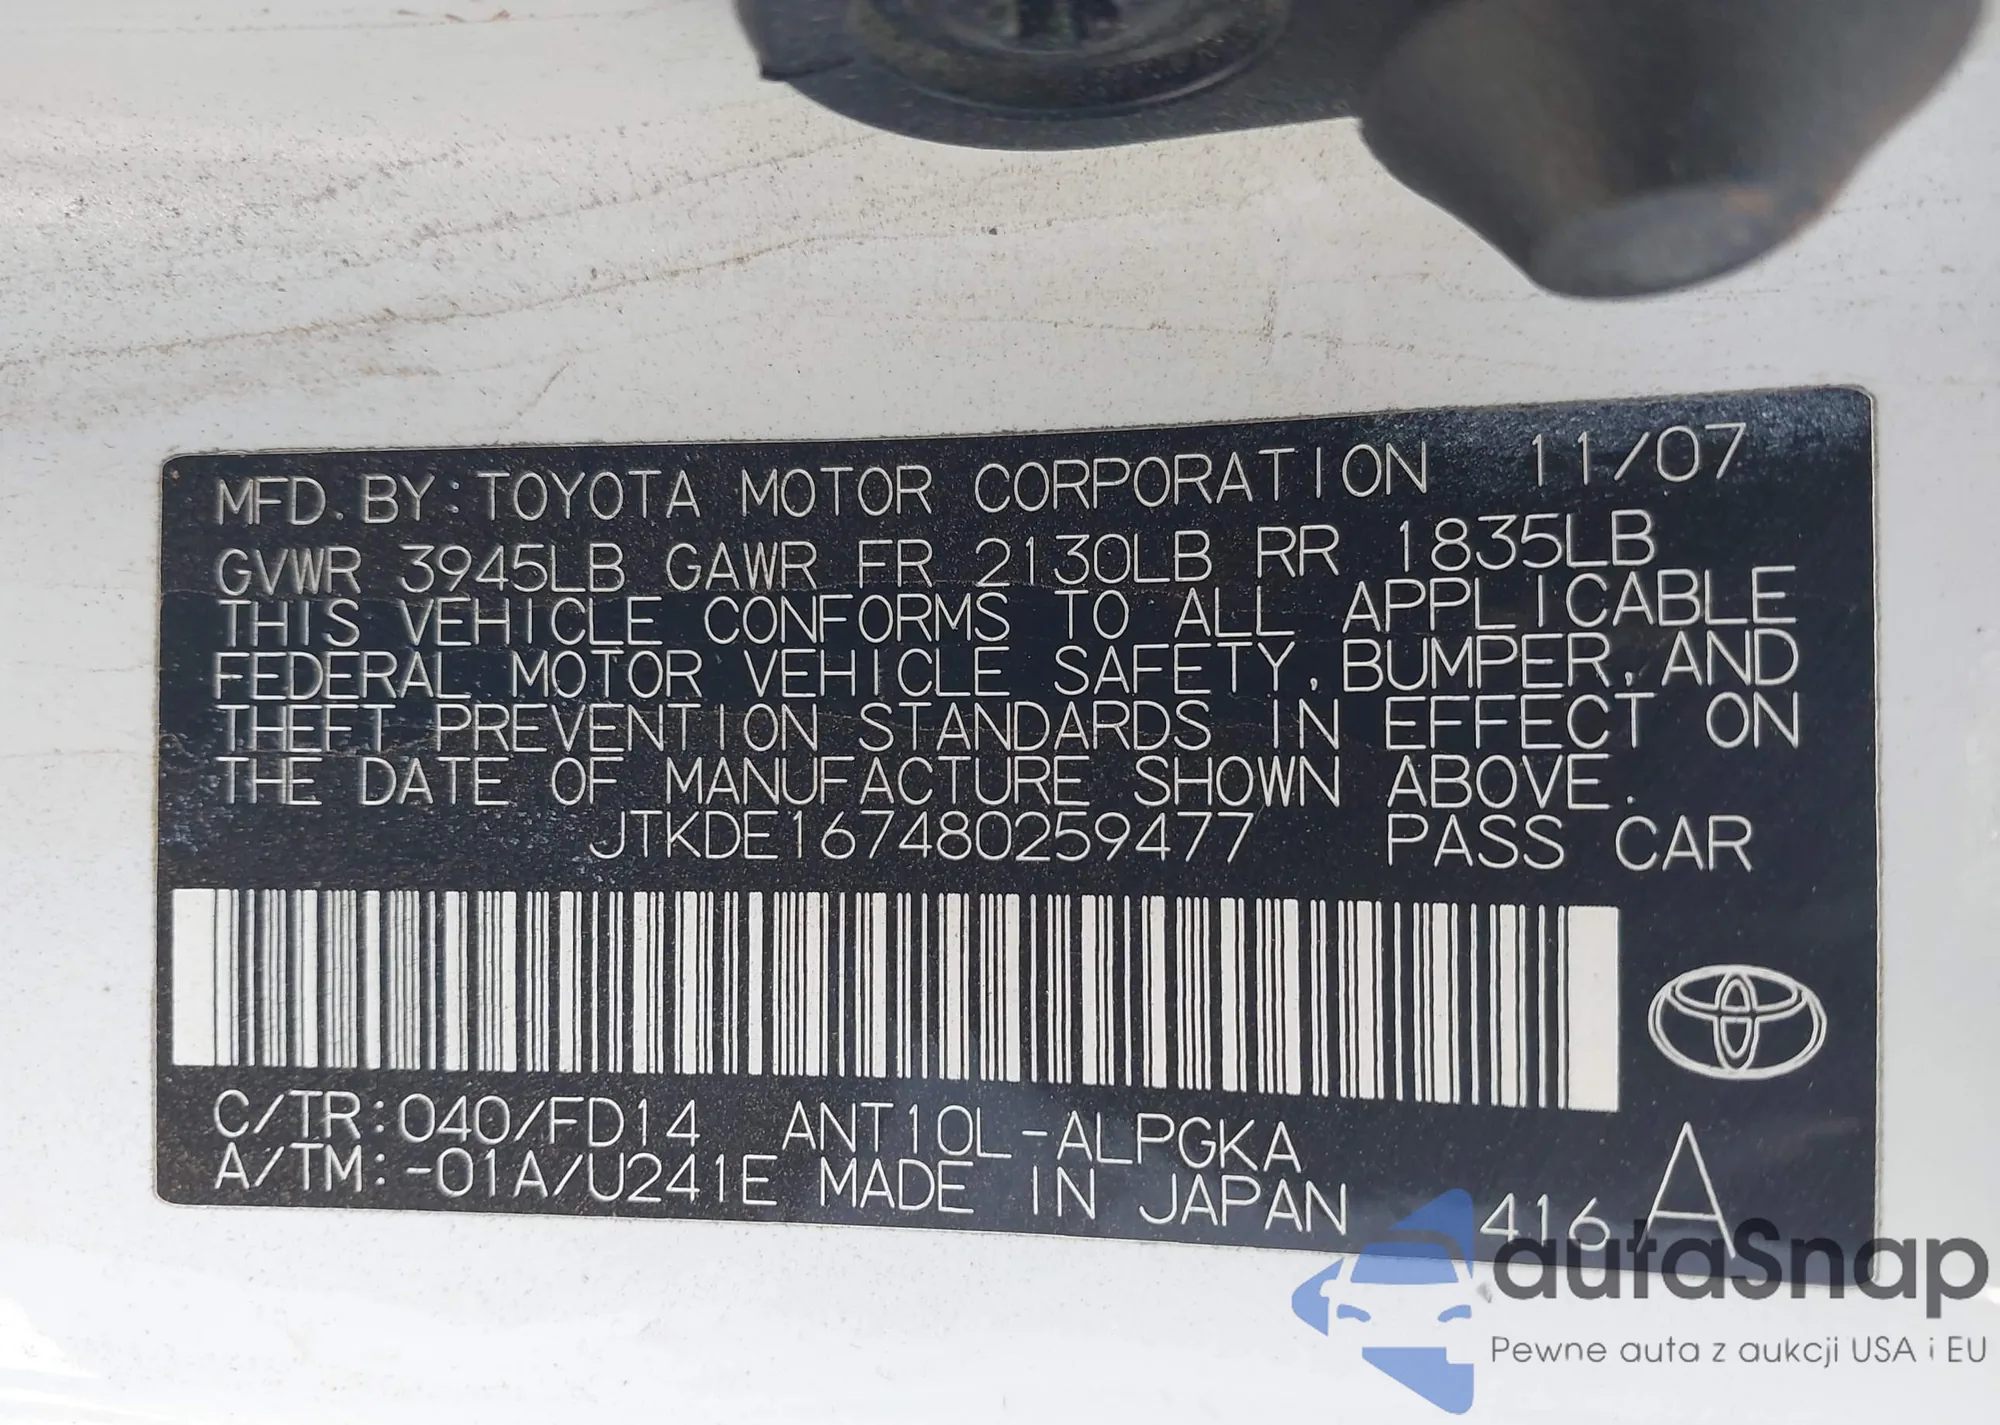 MFD. BY: TOYOTA MOTOR CORPORATION 11/07
GVWR 3945LB GAWR FR 2130LB RR 1835LB
THIS VEHICLE CONFORMS TO ALL APPLICABLE
FEDERAL MOTOR VEHICLE SAFETY, BUMPER, AND
THEFT PREVENTION STANDARDS IN EFFECT ON
THE DATE OF MANUFACTURE SHOWN ABOVE.
JTKDE167480259477 PASS CAR
C/TR: 040/FD14 ANT10L-ALPGKA
A/TM: -01A/U241E MADE IN JAPAN 416 A
autaSnap
Pewne auta z aukcji USA i EU